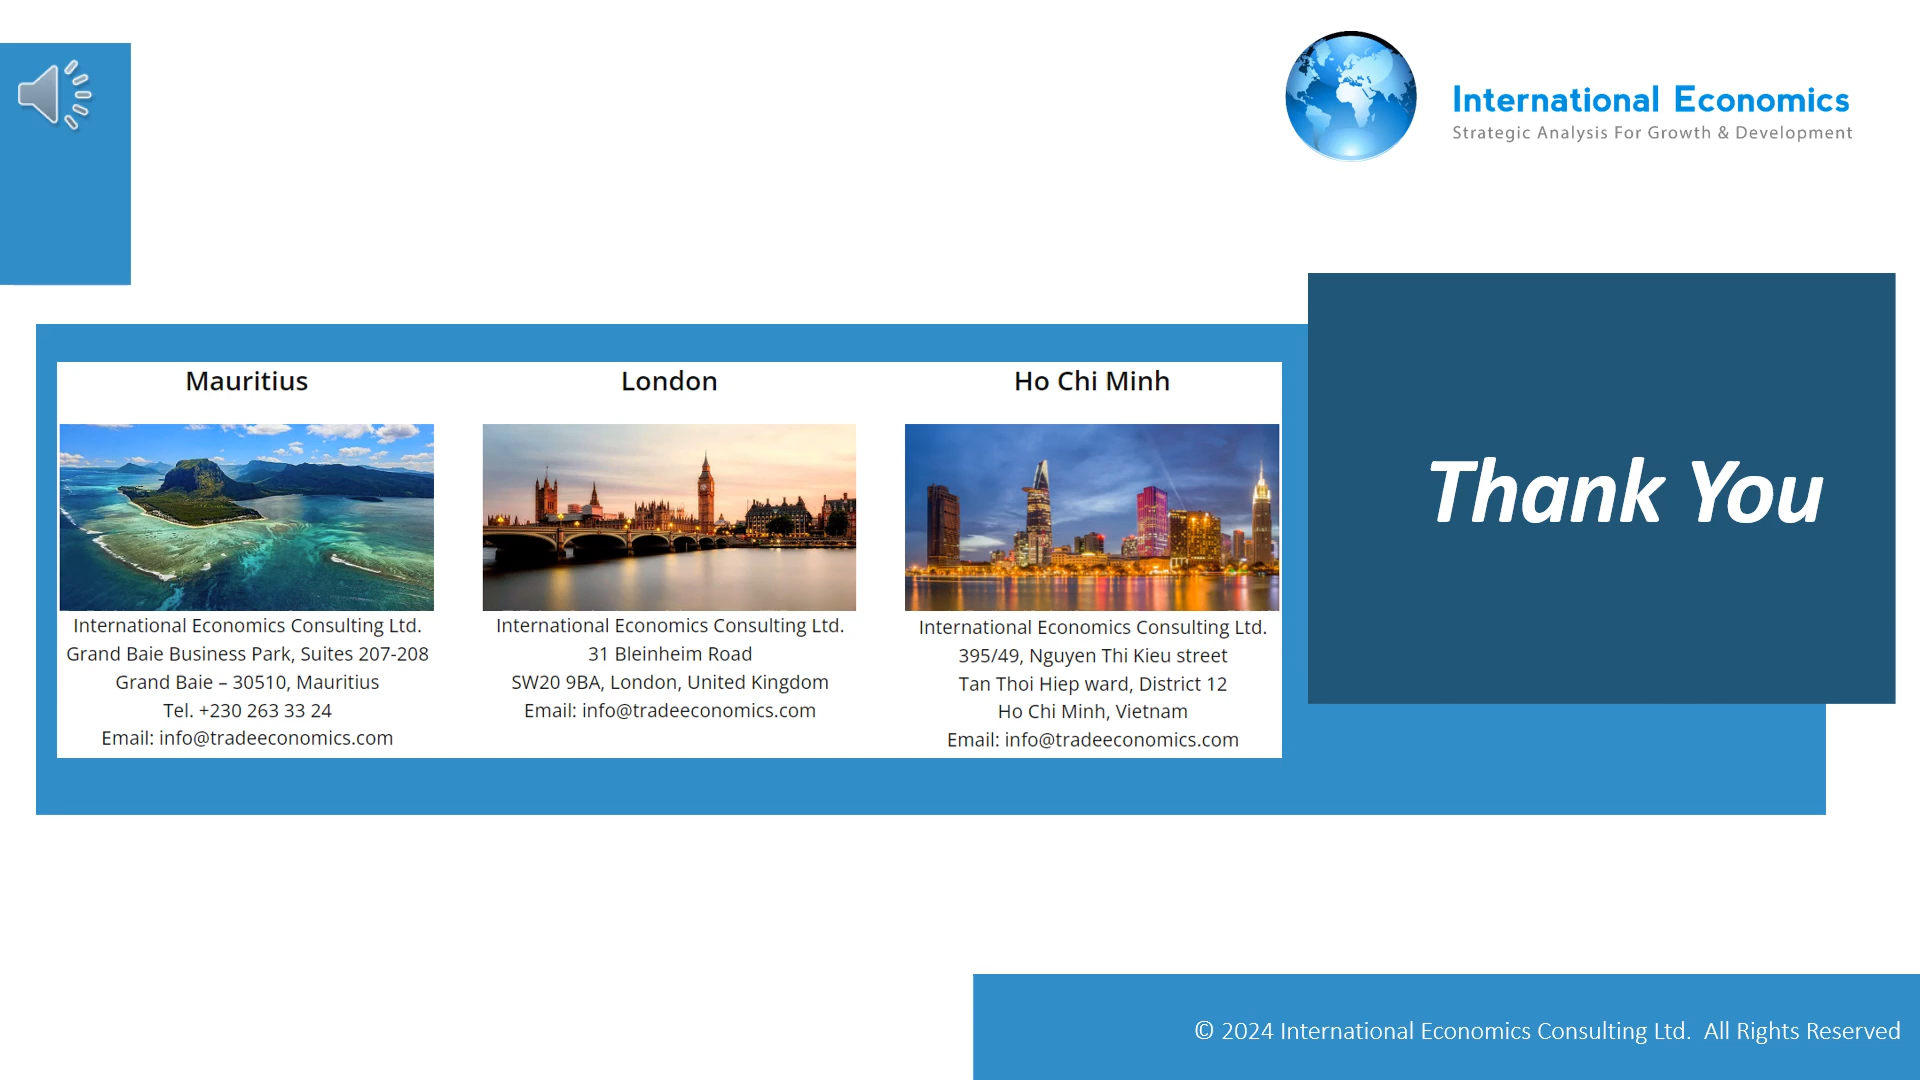 International Economics
Strategic Analysis For Growth & Development
Mauritius
International Economics Consulting Ltd.
Grand Baie Business Park, Suites 207-208
Grand Baie – 30510, Mauritius
Tel. +230 263 33 24
Email: info@tradeeconomics.com
London
International Economics Consulting Ltd.
31 Bleinheim Road
SW20 9BA, London, United Kingdom
Email: info@tradeeconomics.com
Ho Chi Minh
International Economics Consulting Ltd.
395/49, Nguyen Thi Kieu street
Tan Thoi Hiep ward, District 12
Ho Chi Minh, Vietnam
Email: info@tradeeconomics.com
Thank You
© 2024 International Economics Consulting Ltd.  All Rights Reserved